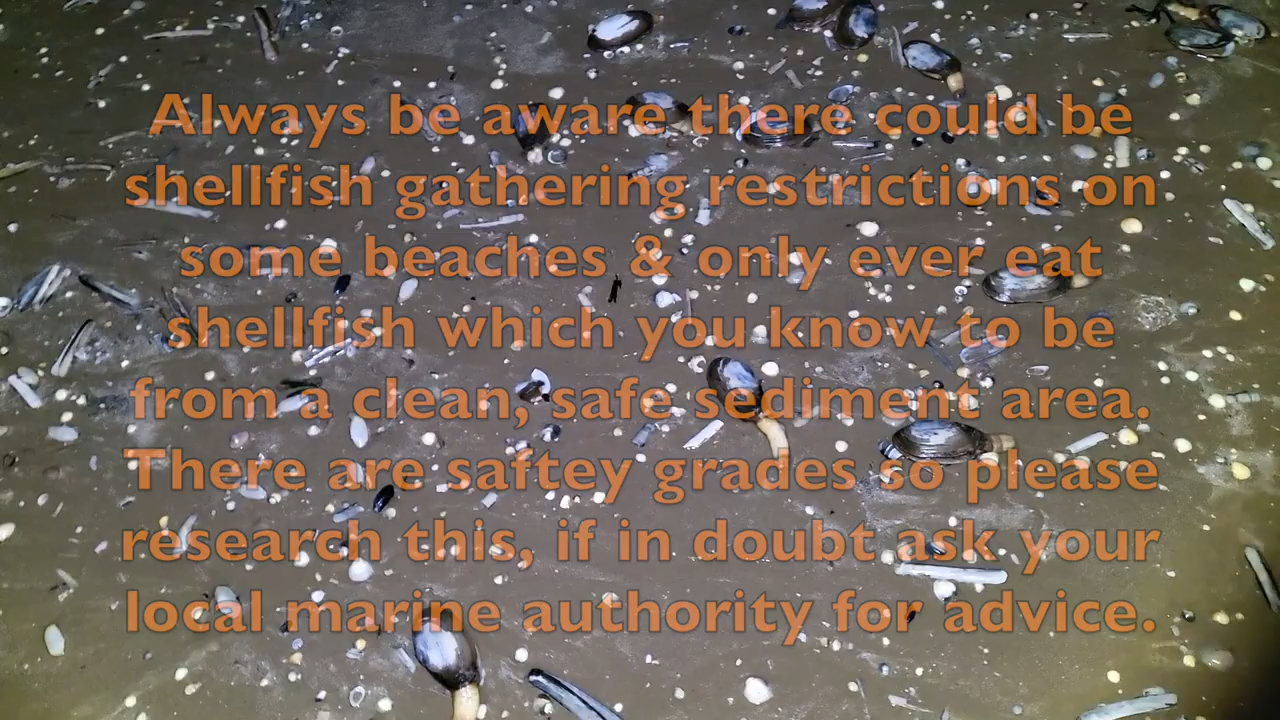 Always be aware there could be
shellfish gathering restrictions on
some beaches & only ever eat
shellfish which you know to be
from a clean, safe sediment area.
There are saftey grades so please
research this, if in doubt ask your
local marine authority for advice.